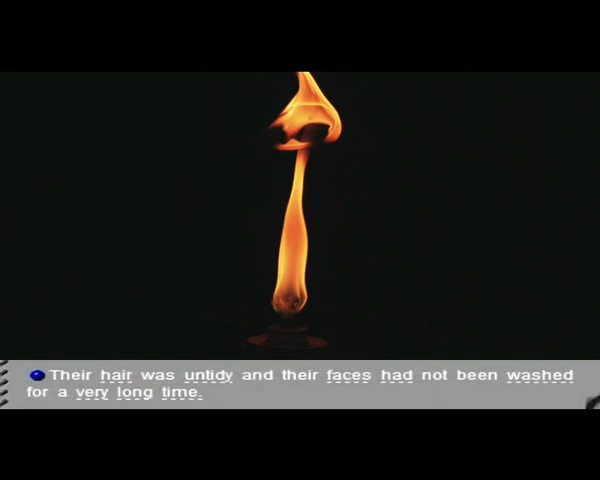 Their hair was untidy and their faces had not been washed
for a very long time.